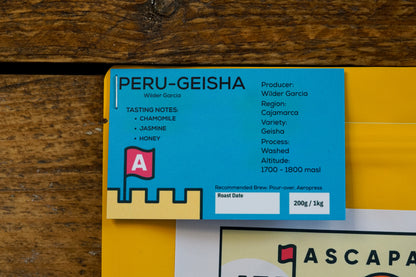 PERU-GEISHA
Wilder Garcia
TASTING NOTES:
• CHAMOMILE
• JASMINE
• HONEY
A
Producer:
Wilder Garcia
Region:
Cajamarca
Variety:
Geisha
Process:
Washed
Altitude:
1700 - 1800 masl
Recommended Brew: Pour-over, Aeropress
Roast Date
200g / 1kg
ASCAPA